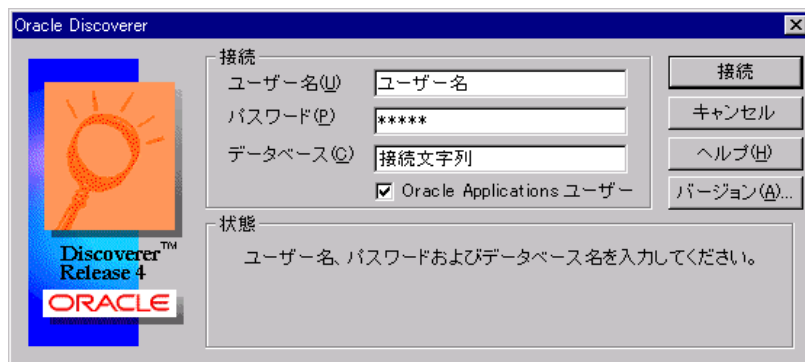 Oracle Discoverer
接続
ユーザー名(U)
ユーザー名
パスワード(P)
*****
データベース(C)
接続文字列
Oracle Applications ユーザー
接続
キャンセル
ヘルプ(H)
バージョン(A)...
状態
ユーザー名、パスワードおよびデータベース名を入力してください。
Discoverer™
Release 4
ORACLE